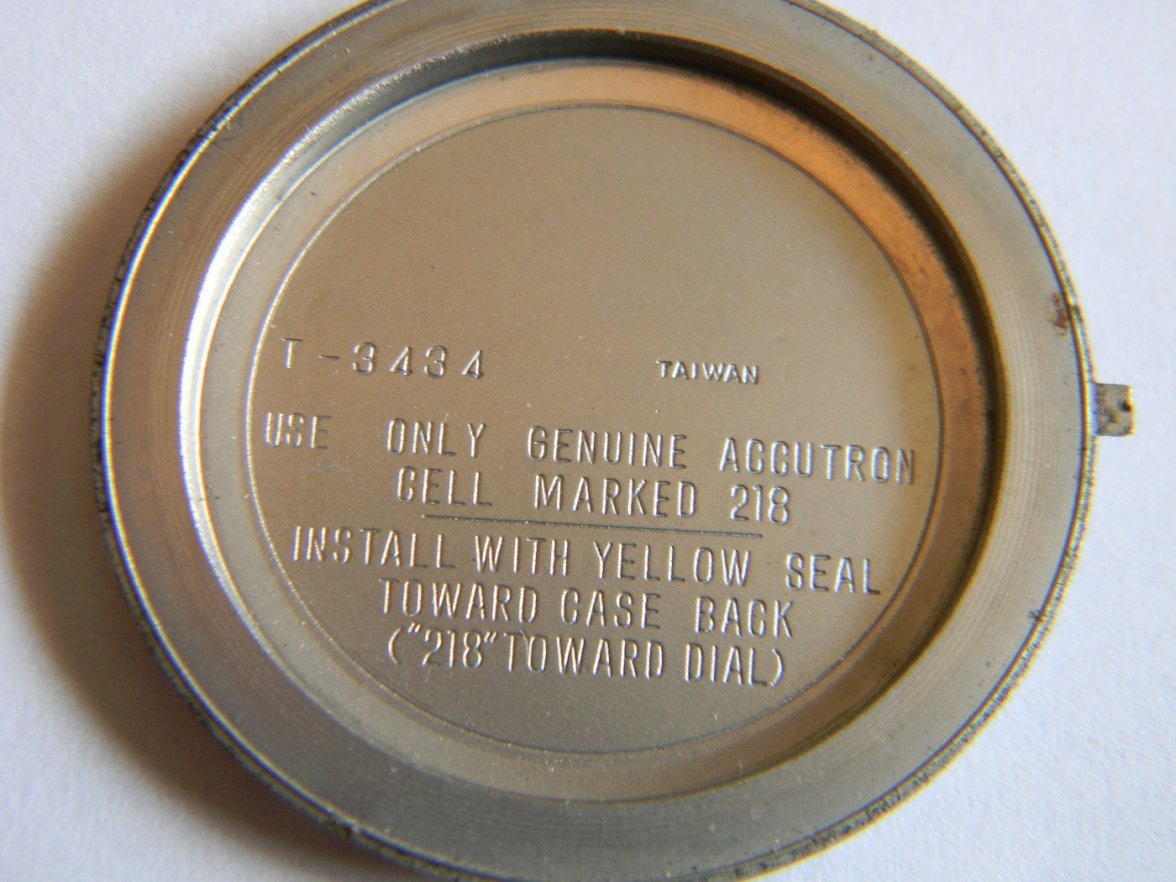 T-3434 TAIWAN
USE ONLY GENUINE ACCUTRON
CELL MARKED 218
INSTALL WITH YELLOW SEAL
TOWARD CASE BACK
("218" TOWARD DIAL)